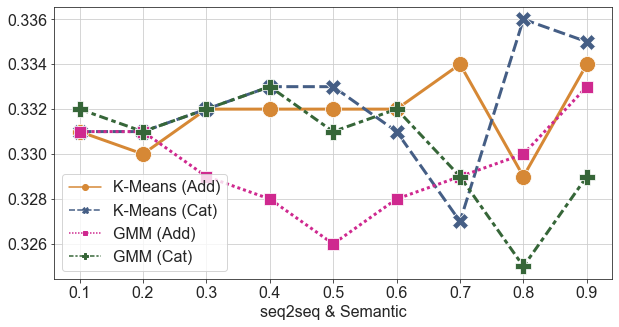 0.336
0.334
0.332
0.330
0.328
0.326
K-Means (Add)
K-Means (Cat)
GMM (Add)
GMM (Cat)
0.1 0.2 0.3 0.4 0.5 0.6 0.7 0.8 0.9
seq2seq & Semantic